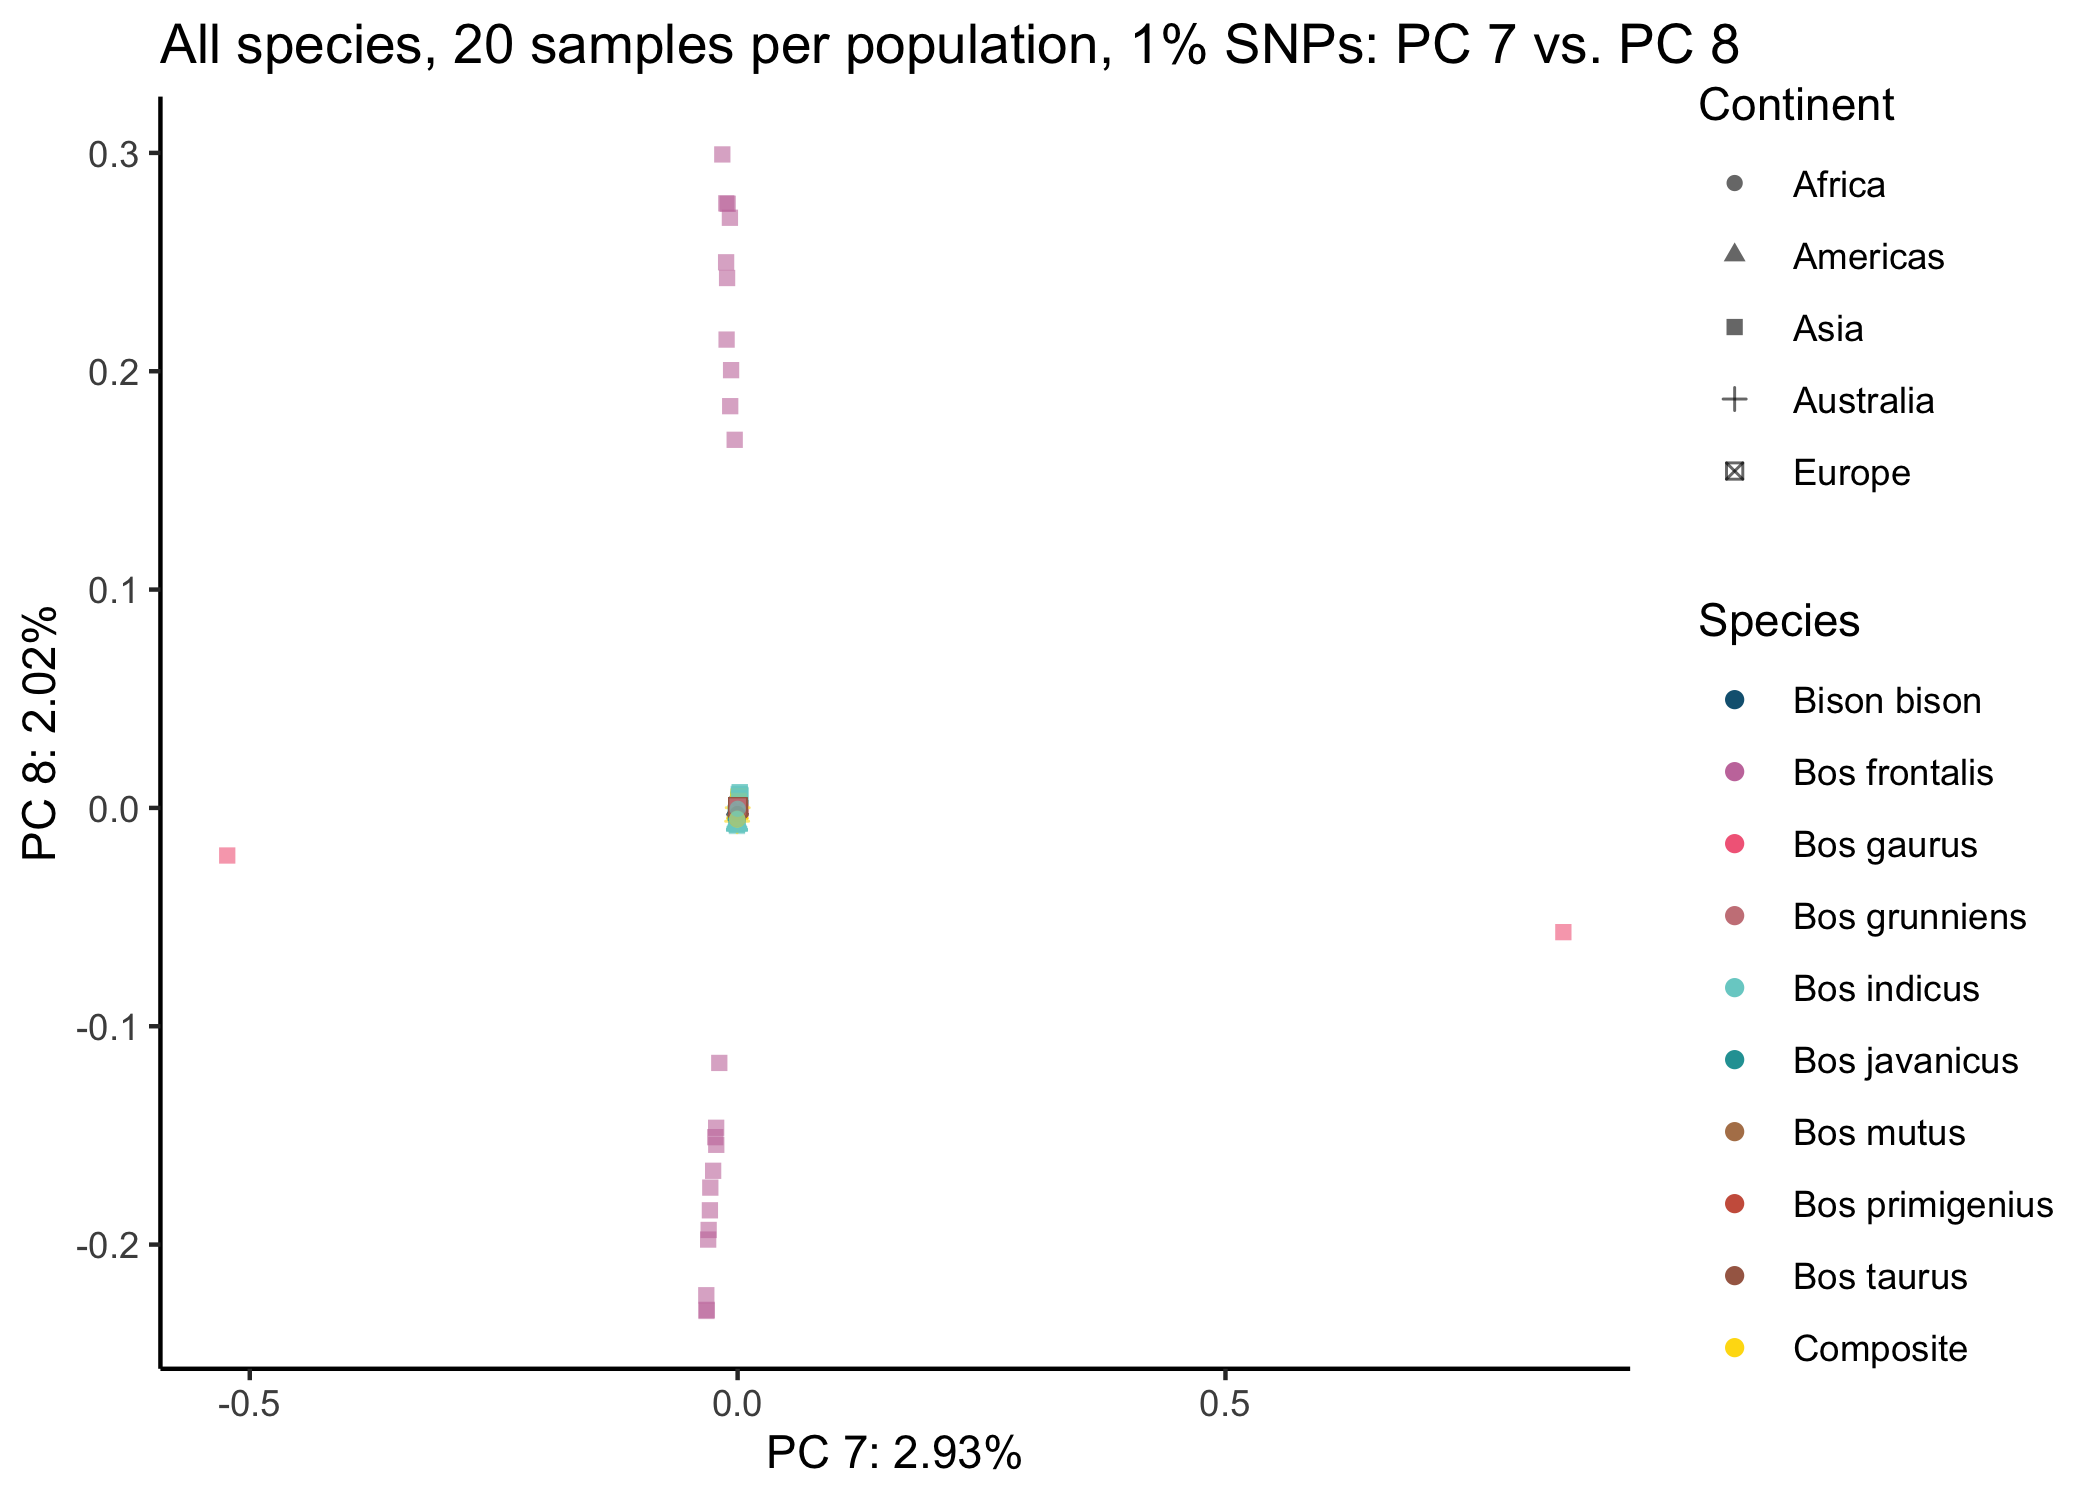 All species, 20 samples per population, 1% SNPs: PC 7 vs. PC 8
0.3
0.2
0.1
0.0
-0.1
-0.2
PC 8: 2.02%
-0.5
0.0
0.5
PC 7: 2.93%
Continent
Africa
Americas
Asia
Australia
Europe
Species
Bison bison
Bos frontalis
Bos gaurus
Bos grunniens
Bos indicus
Bos javanicus
Bos mutus
Bos primigenius
Bos taurus
Composite